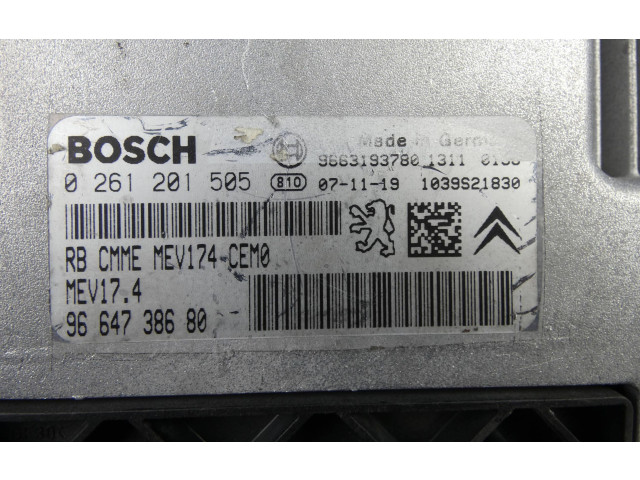 BOSCH
Made in
9663193780 1311
0 261 201 505 810 07-11-19 1039S21830
RB CMME MEV174-CEM0
MEV17.4
96 647 386 80